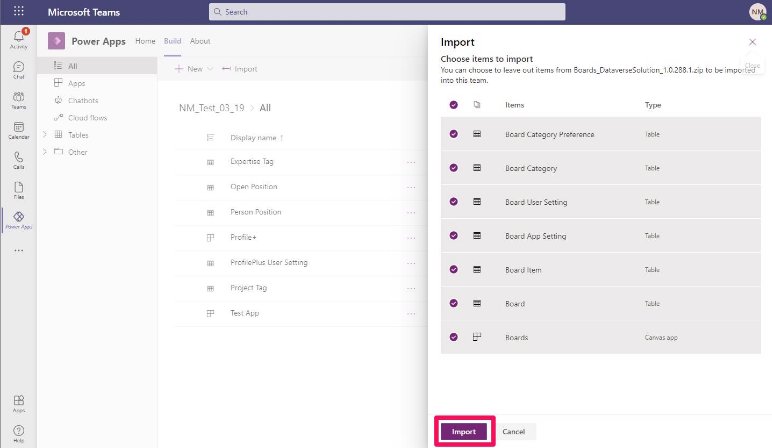 Microsoft Teams
Search
NM
1
Activity
Chat
Teams
Calendar
Calls
Files
Power Apps
...
Apps
Help
Power Apps Home Build About
All
Apps
Chatbots
Cloud flows
Tables
Other
New Import
NM_Test_03_19 > All
Display name ↑
Expertise Tag ...
Open Position ...
Person Position ...
Profile+ ...
ProfilePlus User Setting ...
Project Tag ...
Test App ...
Import
Close
Choose items to import
You can choose to leave out items from Boards_DataverseSolution_1.0.288.1.zip to be imported
into this team.
Items Type
Board Category Preference Table
Board Category Table
Board User Setting Table
Board App Setting Table
Board Item Table
Board Table
Boards Canvas app
Import Cancel